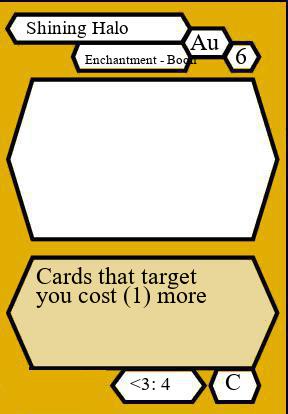 Shining Halo
Au
Enchantment - Boon
6
Cards that target
you cost (1) more
<3: 4
C